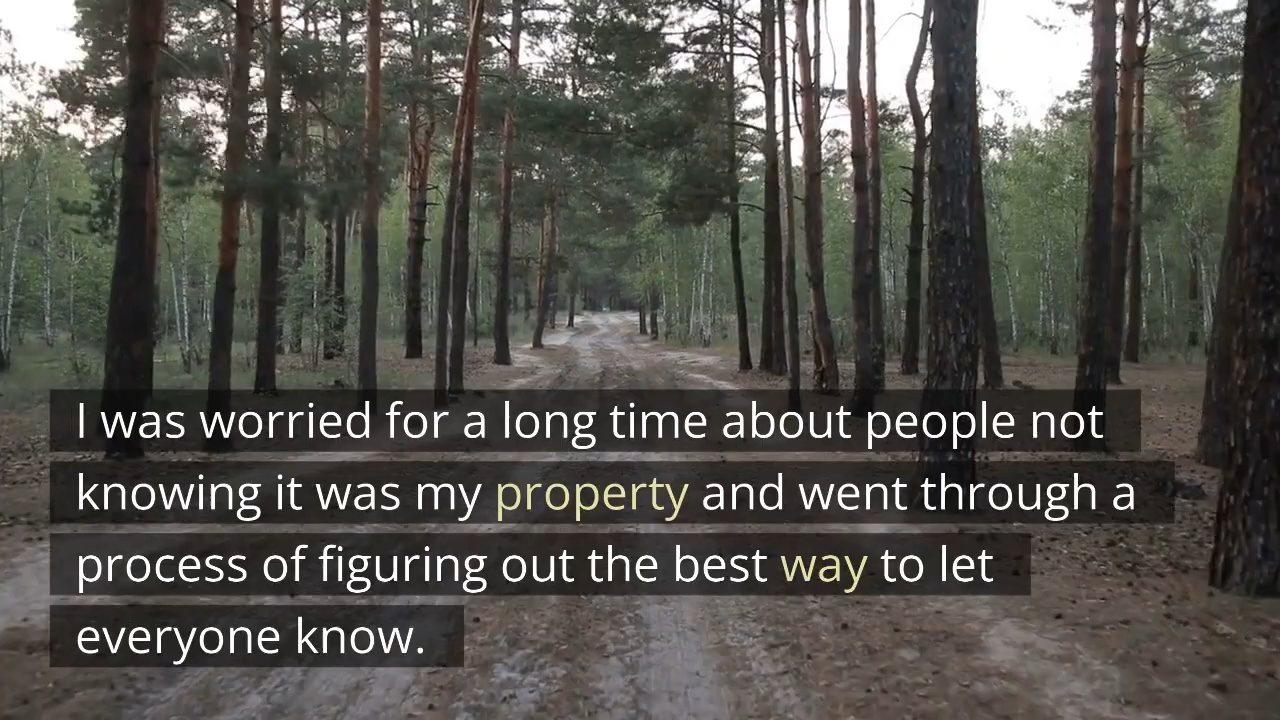 I was worried for a long time about people not
knowing it was my property and went through a
process of figuring out the best way to let
everyone know.